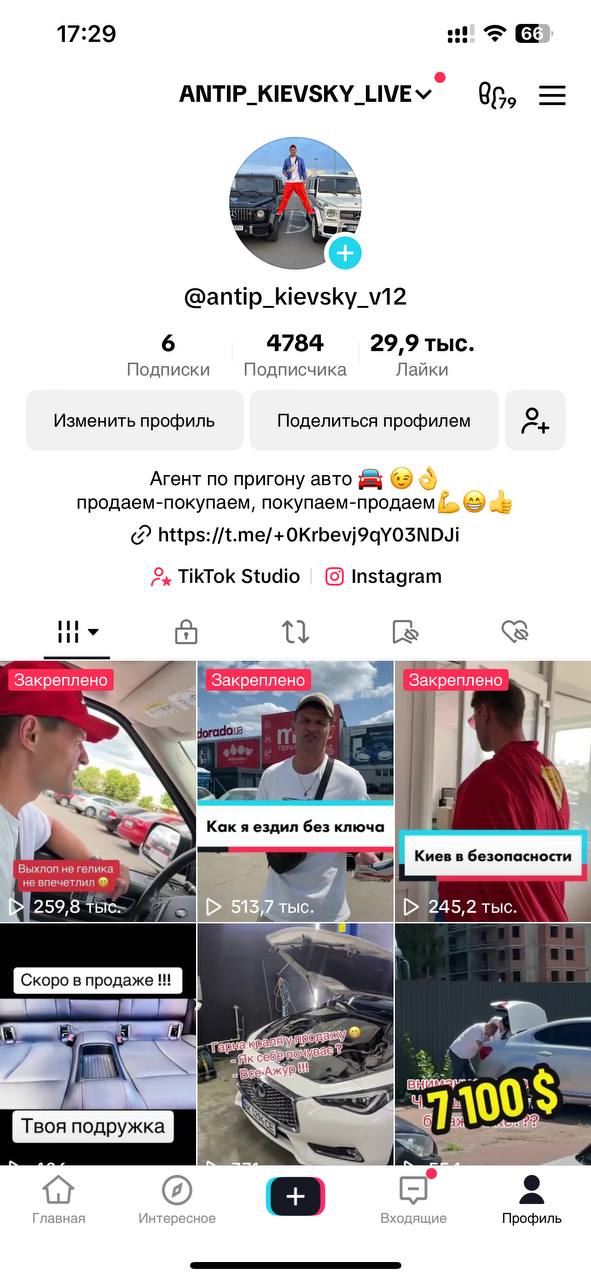 17:29
66
ANTIP_KIEVSKY_LIVE
79
@antip_kievsky_v12
6
4784
29,9 тыс.
Подписки
Подписчика
Лайки
Изменить профиль
Поделиться профилем
Агент по пригону авто 🚘 😉👌
продаем-покупаем, покупаем-продаем💪😁👍
https://t.me/+0Krbevj9qY03NDJi
TikTok Studio
Instagram
Закреплено
Выхлоп не гелика
не впечатлил 😁
259,8 тыс.
Закреплено
dorado.ua
Как я ездил без ключа
513,7 тыс.
Закреплено
Киев в безопасности
245,2 тыс.
Скоро в продаже !!!
Твоя подружка
Гарна краля у продажу 😁
- Як себе почуває ?
- Все Ажур !!!
7 100 $
Главная
Интересное
Входящие
Профиль